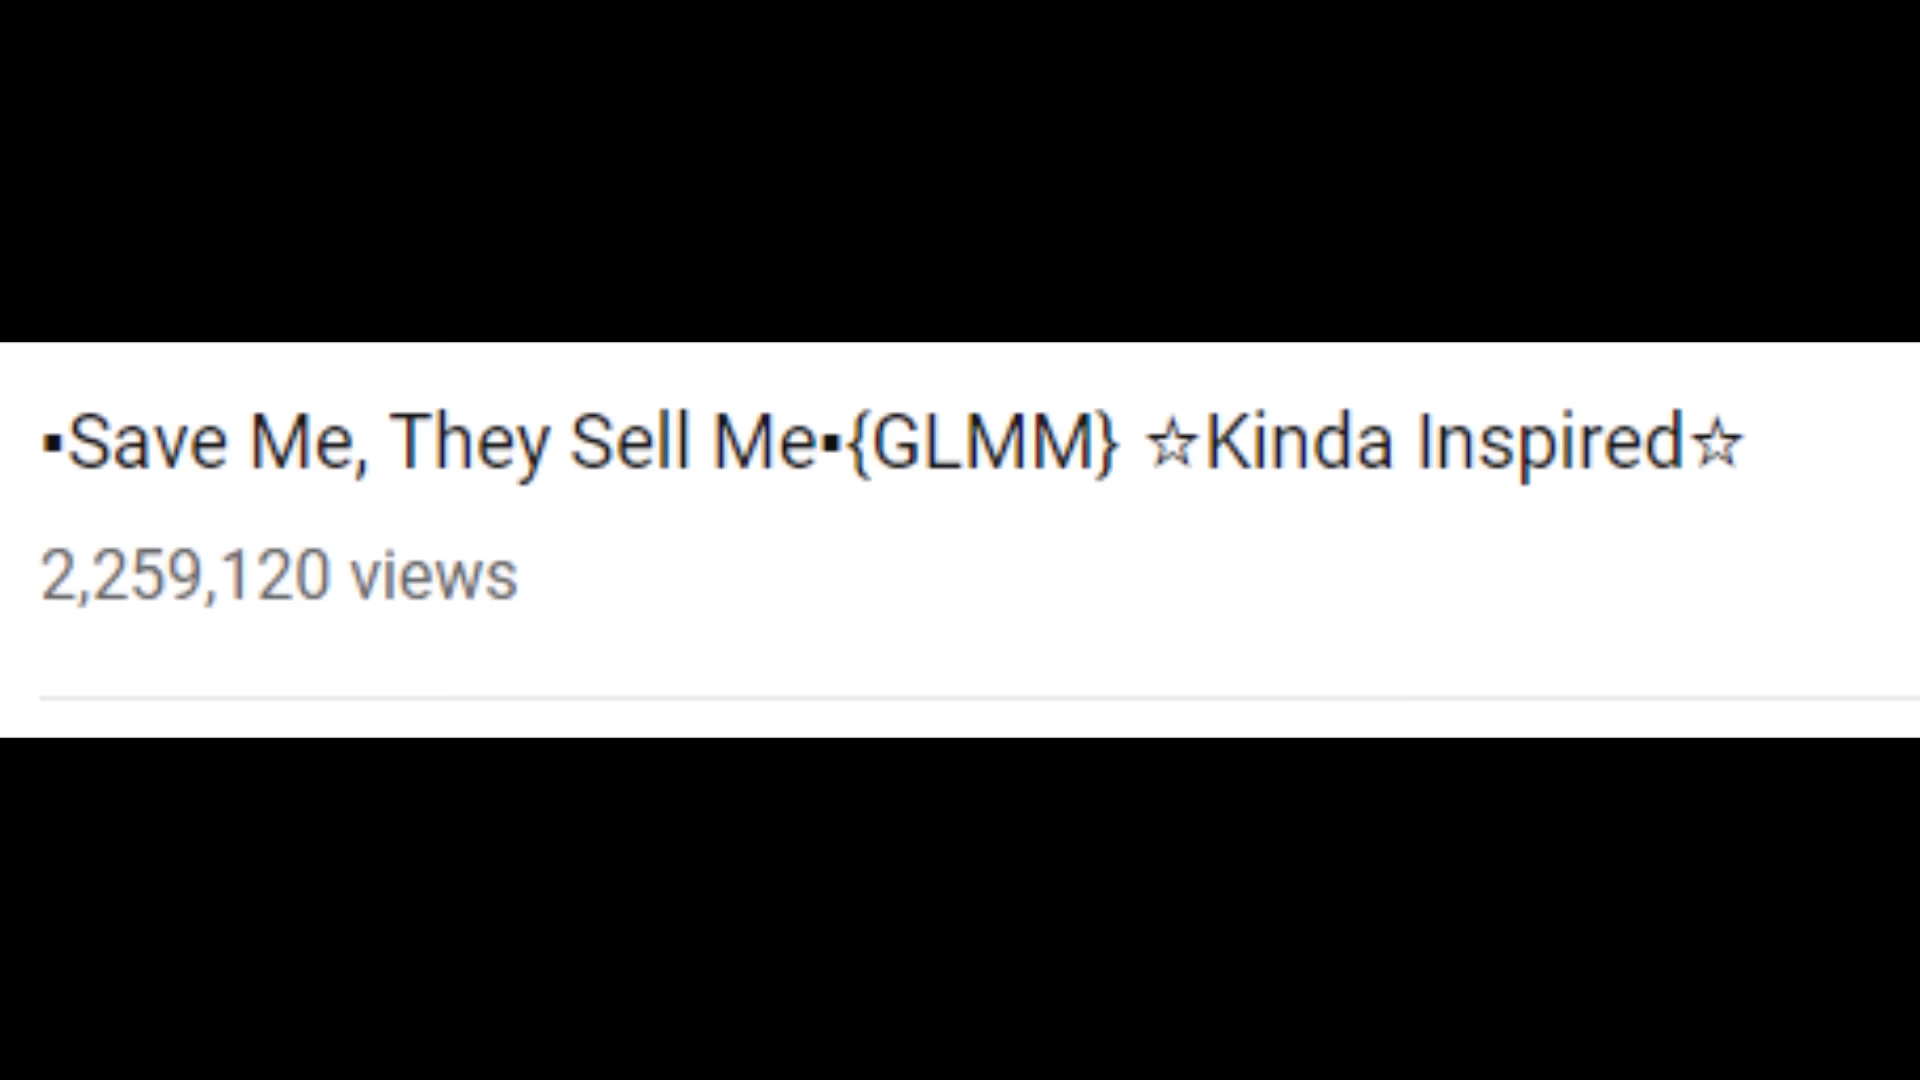 ▪Save Me, They Sell Me▪{GLMM} ☆Kinda Inspired☆
2,259,120 views